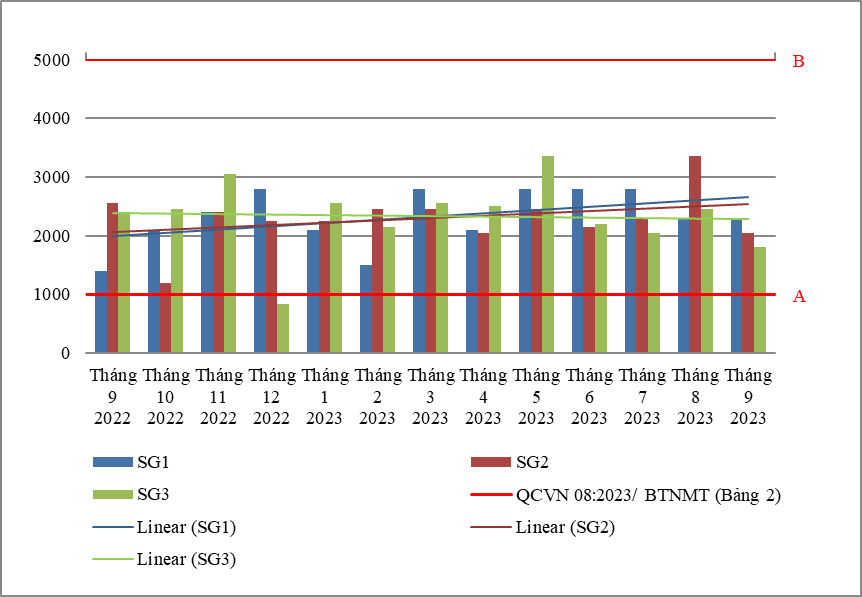 5000
B
4000
3000
2000
1000
A
0
Tháng Tháng Tháng Tháng Tháng Tháng Tháng Tháng Tháng Tháng Tháng Tháng Tháng
9 10 11 12 1 2 3 4 5 6 7 8 9
2022 2022 2022 2022 2023 2023 2023 2023 2023 2023 2023 2023 2023
SG1
SG2
SG3
QCVN 08:2023/ BTNMT (Bảng 2)
Linear (SG1)
Linear (SG2)
Linear (SG3)